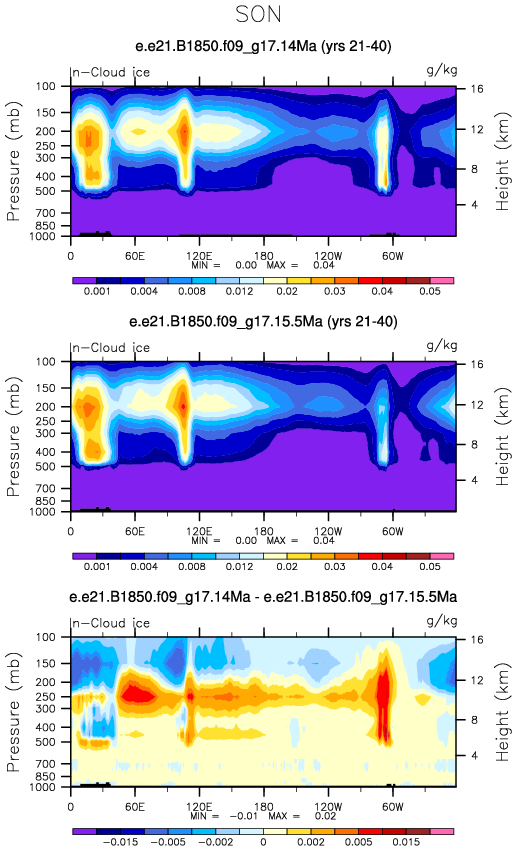 SON
e.e21.B1850.f09_g17.14Ma (yrs 21-40)
n-Cloud ice g/kg
Pressure (mb)
Height (km)
100
150
200
250
300
400
500
700
850
1000
16
12
8
4
0 60E 120E 180 120W 60W
MIN = 0.00 MAX = 0.04
0.001 0.004 0.008 0.012 0.02 0.03 0.04 0.05
e.e21.B1850.f09_g17.15.5Ma (yrs 21-40)
n-Cloud ice g/kg
Pressure (mb)
Height (km)
100
150
200
250
300
400
500
700
850
1000
16
12
8
4
0 60E 120E 180 120W 60W
MIN = 0.00 MAX = 0.04
0.001 0.004 0.008 0.012 0.02 0.03 0.04 0.05
e.e21.B1850.f09_g17.14Ma - e.e21.B1850.f09_g17.15.5Ma
n-Cloud ice g/kg
Pressure (mb)
Height (km)
100
150
200
250
300
400
500
700
850
1000
16
12
8
4
0 60E 120E 180 120W 60W
MIN = -0.01 MAX = 0.02
-0.015 -0.005 -0.002 0 0.002 0.005 0.015